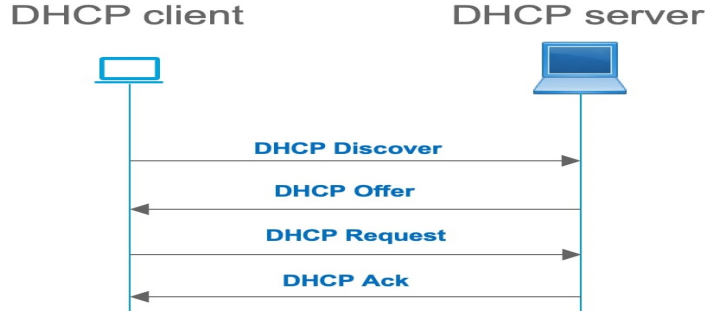 DHCP client
DHCP server
DHCP Discover
DHCP Offer
DHCP Request
DHCP Ack